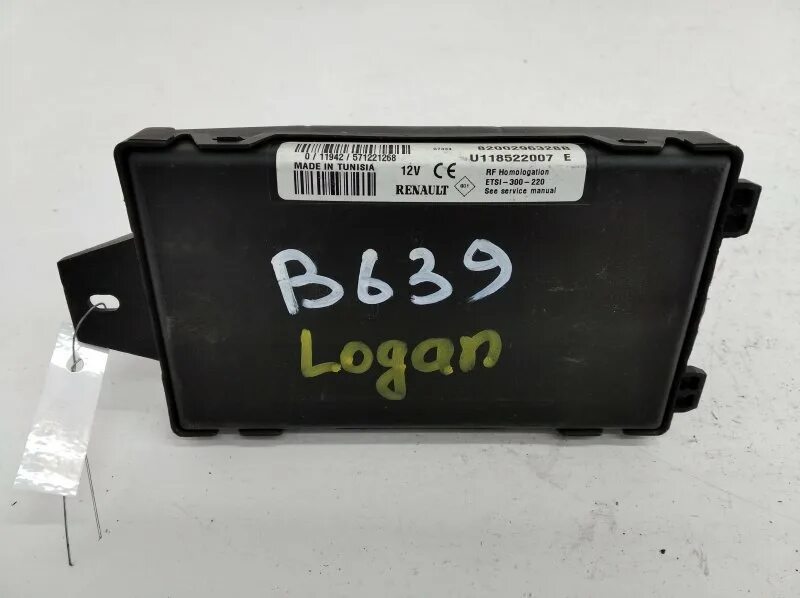 8200296328B
0 / 11942 / 571221268
MADE IN TUNISIA
12V CE
RENAULT
U118522007 E
RF Homologation
ETSI-300-220
See service manual
B639
Logan